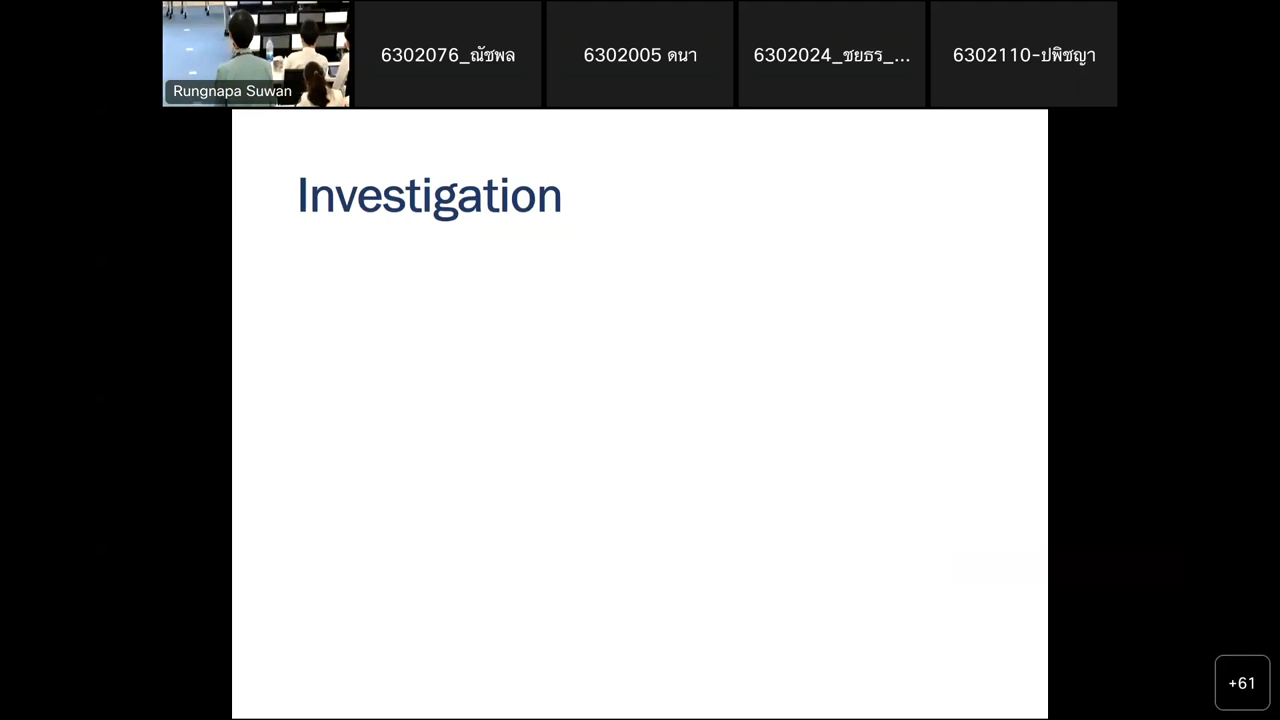 Rungnapa Suwan
6302076_ณัชพล
6302005 ดนา
6302024_ชยธร_...
6302110-ปพิชญา
Investigation
+61